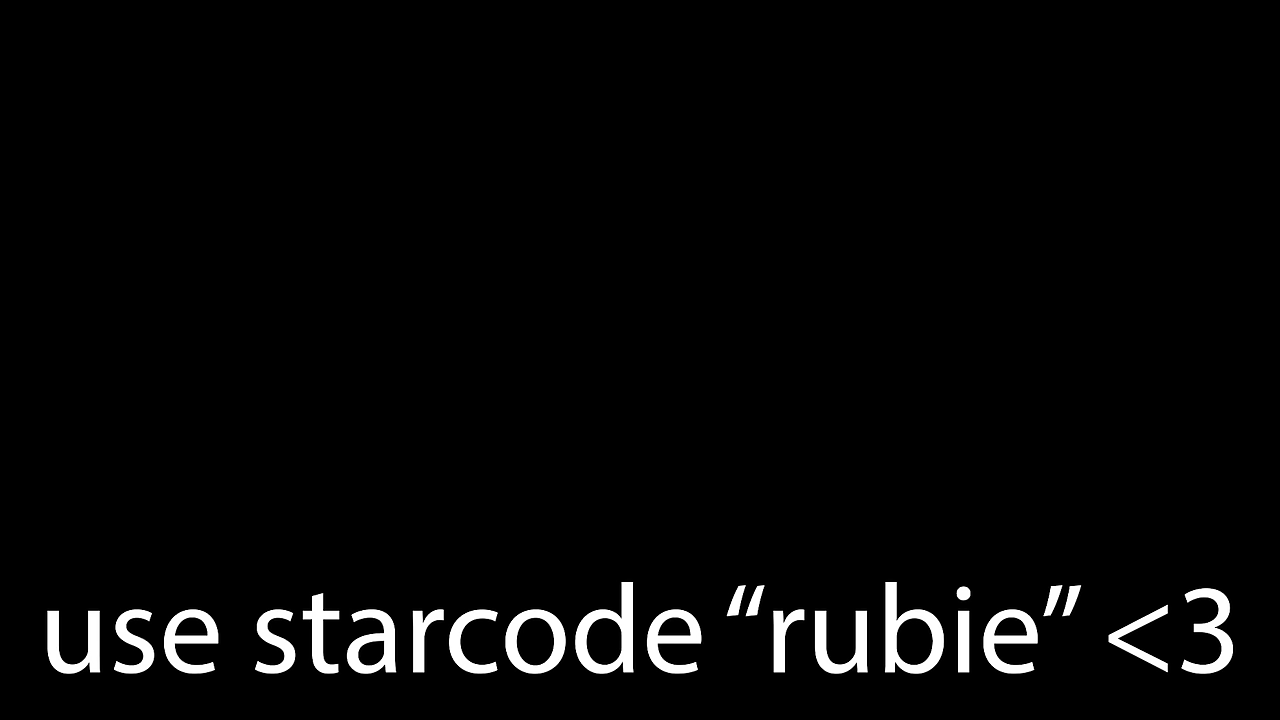 use starcode “rubie” <3